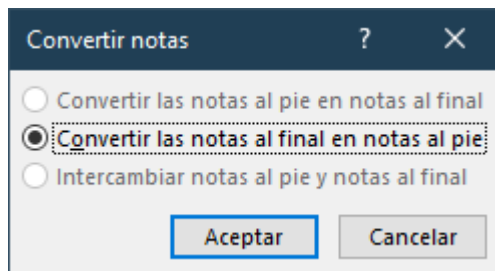 Convertir notas ? ×
Convertir las notas al pie en notas al final
Convertir las notas al final en notas al pie
Intercambiar notas al pie y notas al final
Aceptar Cancelar